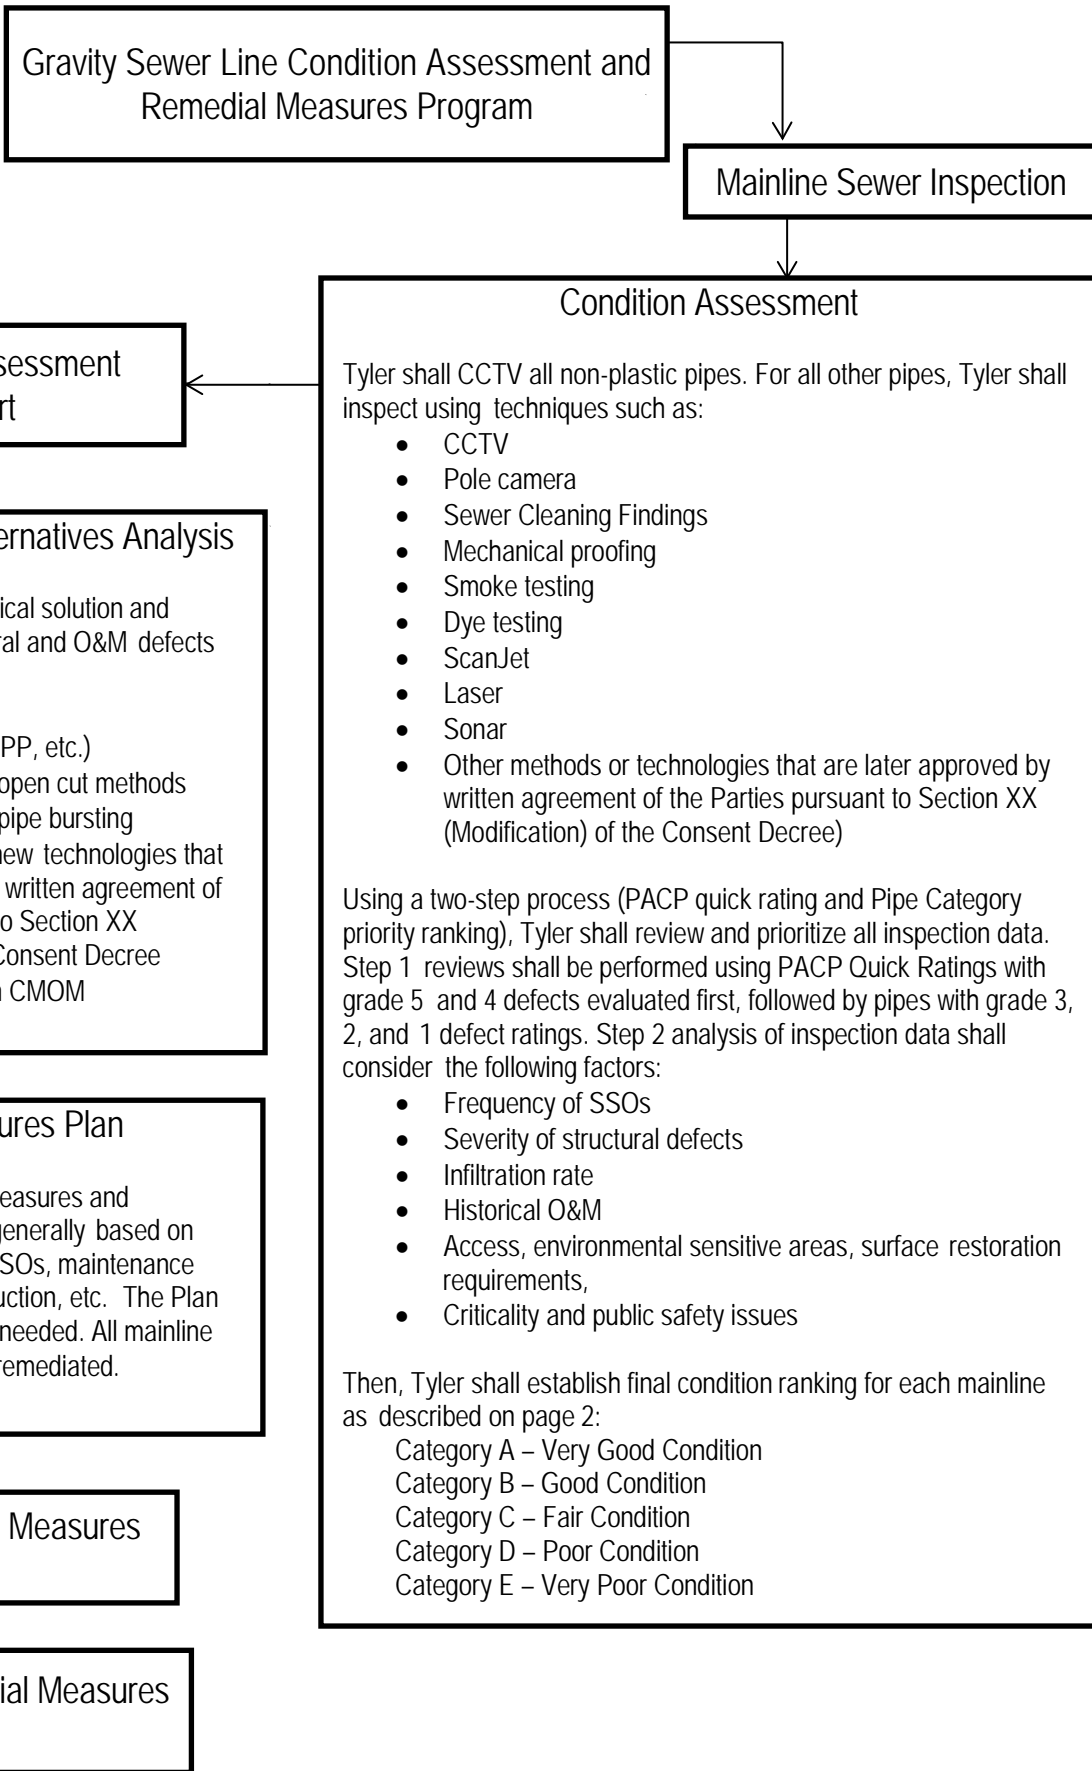 Gravity Sewer Line Condition Assessment and
Remedial Measures Program
Mainline Sewer Inspection
Condition Assessment
Tyler shall CCTV all non-plastic pipes. For all other pipes, Tyler shall
inspect using techniques such as:
• CCTV
• Pole camera
• Sewer Cleaning Findings
• Mechanical proofing
• Smoke testing
• Dye testing
• ScanJet
• Laser
• Sonar
• Other methods or technologies that are later approved by
written agreement of the Parties pursuant to Section XX
(Modification) of the Consent Decree)
Using a two-step process (PACP quick rating and Pipe Category
priority ranking), Tyler shall review and prioritize all inspection data.
Step 1 reviews shall be performed using PACP Quick Ratings with
grade 5 and 4 defects evaluated first, followed by pipes with grade 3,
2, and 1 defect ratings. Step 2 analysis of inspection data shall
consider the following factors:
• Frequency of SSOs
• Severity of structural defects
• Infiltration rate
• Historical O&M
• Access, environmental sensitive areas, surface restoration
requirements,
• Criticality and public safety issues
Then, Tyler shall establish final condition ranking for each mainline
as described on page 2:
Category A – Very Good Condition
Category B – Good Condition
Category C – Fair Condition
Category D – Poor Condition
Category E – Very Poor Condition
sessment
rt
ernatives Analysis
ical solution and
ral and O&M defects
PP, etc.)
open cut methods
pipe bursting
new technologies that
written agreement of
o Section XX
Consent Decree
CMOM
ures Plan
easures and
generally based on
SOs, maintenance
uction, etc. The Plan
needed. All mainline
remediated.
Measures
ial Measures